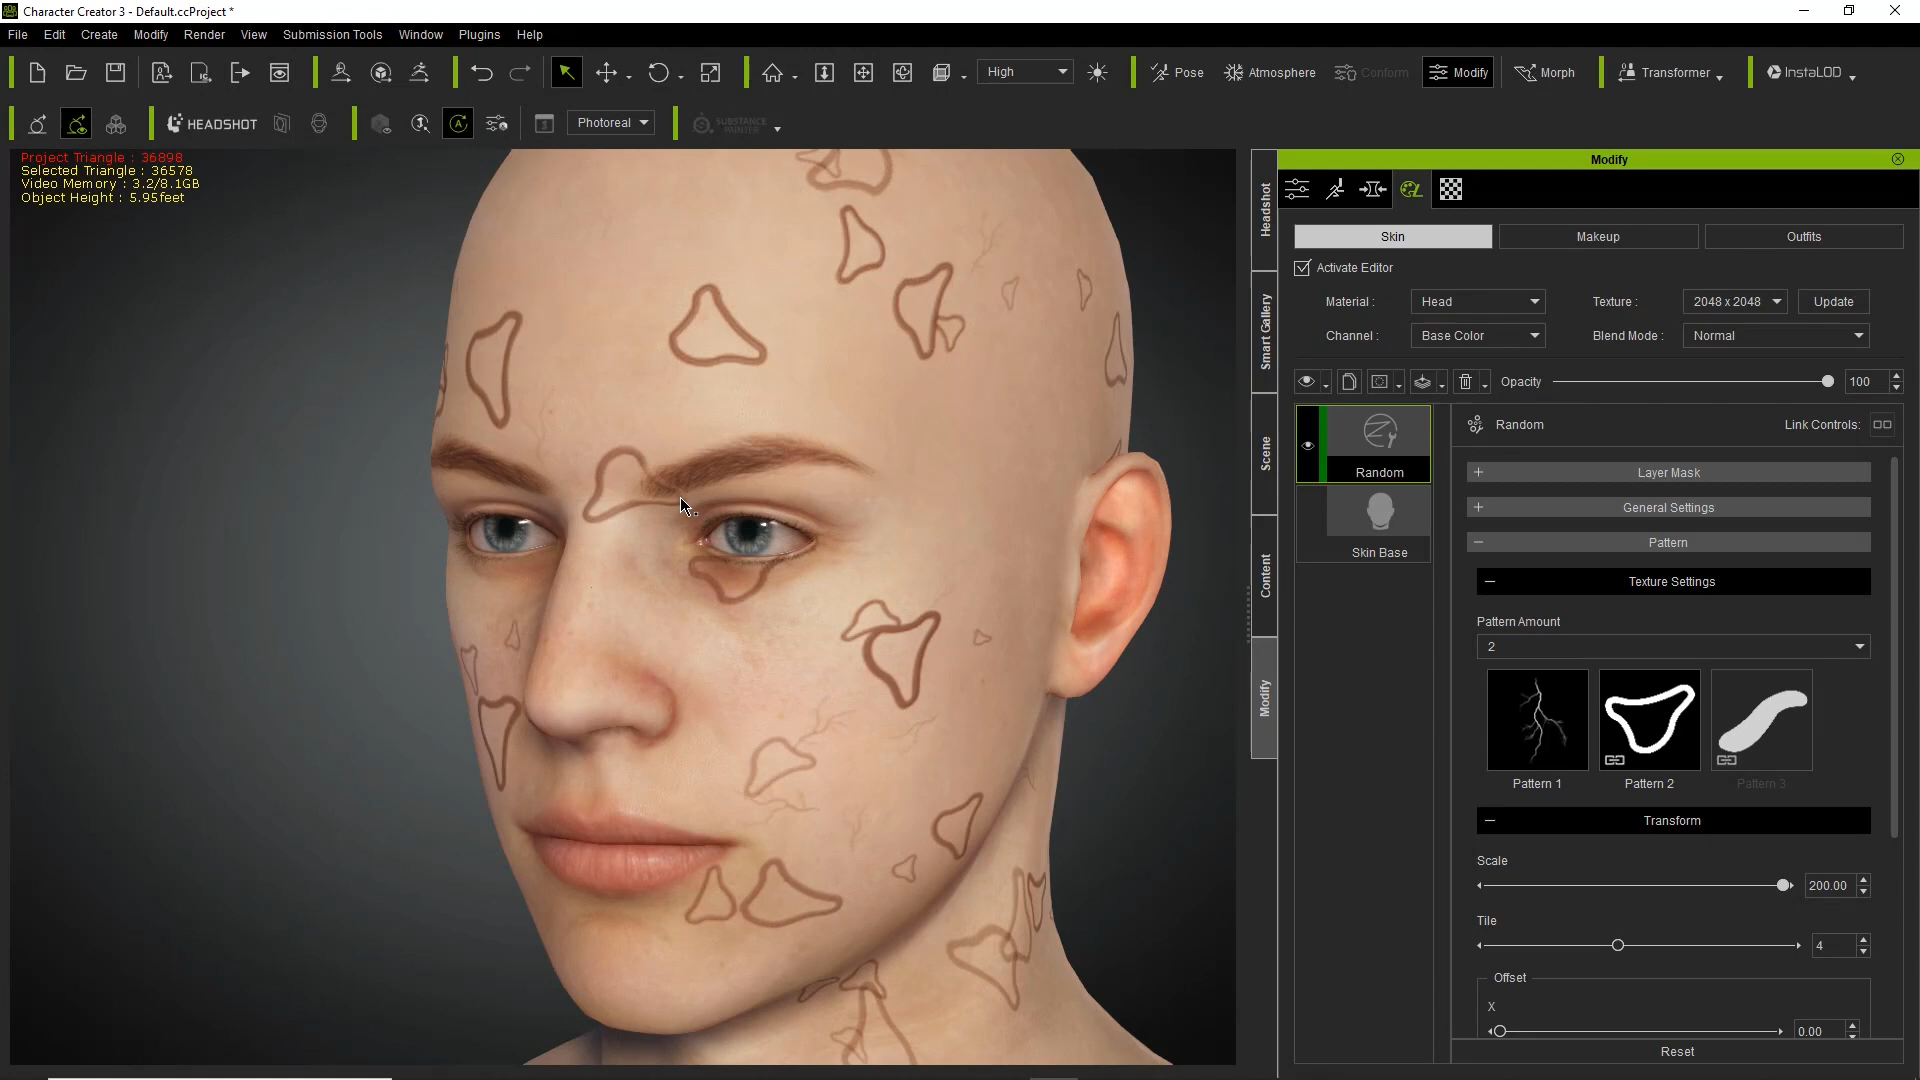 Character Creator 3 - Default.ccProject *
File Edit Create Modify Render View Submission Tools Window Plugins Help
High Pose Atmosphere Conform Modify Morph Transformer InstaLOD
HEADSHOT Photoreal SUBSTANCE PAINTER
Project Triangle : 36898
Selected Triangle : 36578
Video Memory : 3.2/8.1GB
Object Height : 5.95feet
Headshot
Smart Gallery
Scene
Content
Modify
Modify
Skin Makeup Outfits
Activate Editor
Material : Head Texture : 2048 x 2048 Update
Channel : Base Color Blend Mode : Normal
Opacity 100
Random
Skin Base
Random Link Controls:
+ Layer Mask
+ General Settings
− Pattern
− Texture Settings
Pattern Amount
2
Pattern 1 Pattern 2 Pattern 3
− Transform
Scale
200.00
Tile
4
Offset
X
0.00
Reset